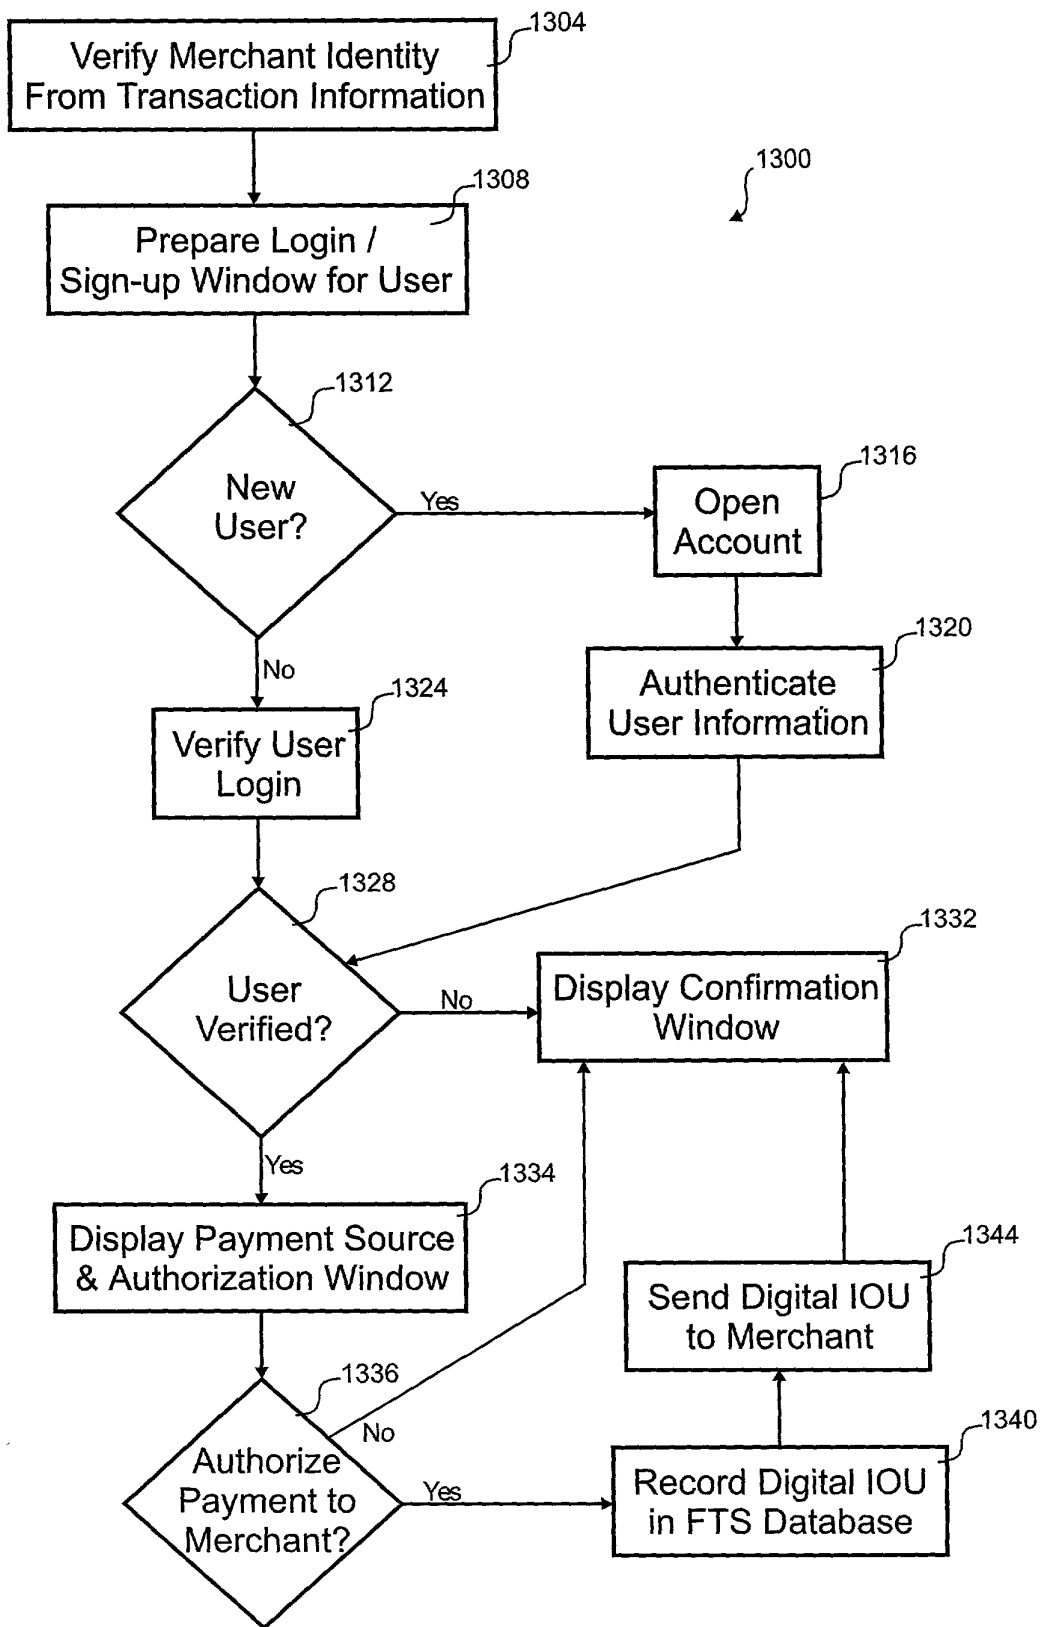 1304
Verify Merchant Identity
From Transaction Information
1300
1308
Prepare Login /
Sign-up Window for User
1312
New
User?
Yes
1316
Open
Account
No
1320
Authenticate
User Information
1324
Verify User
Login
1328
User
Verified?
No
1332
Display Confirmation
Window
Yes
1334
Display Payment Source
& Authorization Window
1344
Send Digital IOU
to Merchant
1336
Authorize
Payment to
Merchant?
No
Yes
1340
Record Digital IOU
in FTS Database